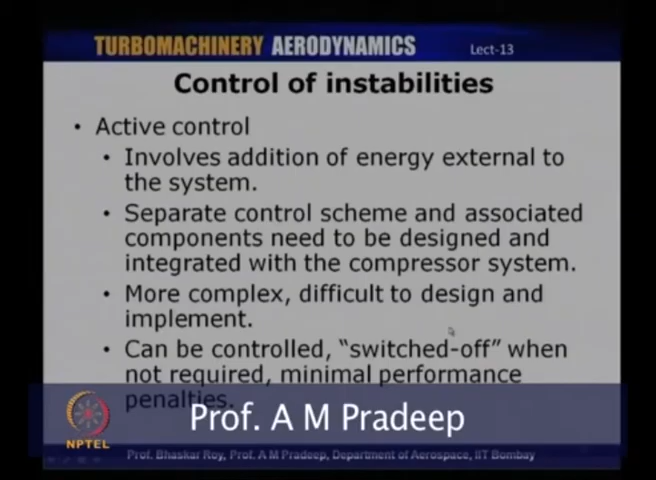 TURBOMACHINERY AERODYNAMICS
Lect-13
Control of instabilities
• Active control
• Involves addition of energy external to
the system.
• Separate control scheme and associated
components need to be designed and
integrated with the compressor system.
• More complex, difficult to design and
implement.
• Can be controlled, “switched-off” when
not required, minimal performance
penalties.
Prof. A M Pradeep
NPTEL
Prof. Bhaskar Roy, Prof. A M Pradeep, Department of Aerospace, IIT Bombay